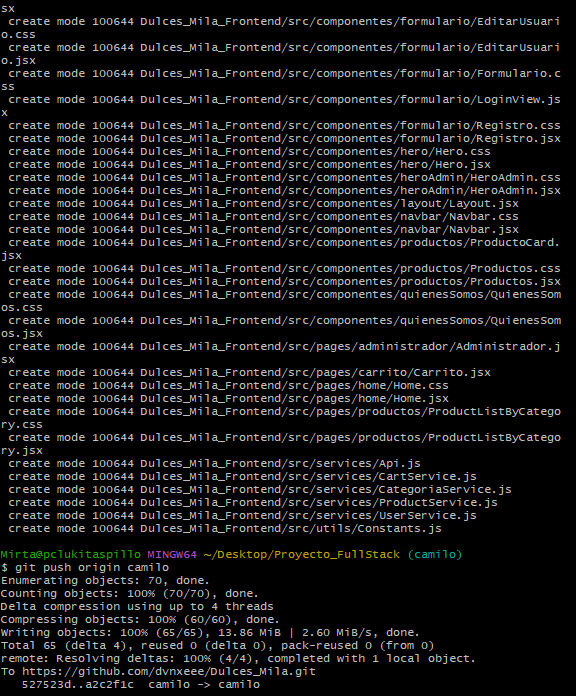 sx
 create mode 100644 Dulces_Mila_Frontend/src/componentes/formulario/EditarUsuari
o.css
 create mode 100644 Dulces_Mila_Frontend/src/componentes/formulario/EditarUsuari
o.jsx
 create mode 100644 Dulces_Mila_Frontend/src/componentes/formulario/Formulario.c
ss
 create mode 100644 Dulces_Mila_Frontend/src/componentes/formulario/LoginView.js
x
 create mode 100644 Dulces_Mila_Frontend/src/componentes/formulario/Registro.css
 create mode 100644 Dulces_Mila_Frontend/src/componentes/formulario/Registro.jsx
 create mode 100644 Dulces_Mila_Frontend/src/componentes/hero/Hero.css
 create mode 100644 Dulces_Mila_Frontend/src/componentes/hero/Hero.jsx
 create mode 100644 Dulces_Mila_Frontend/src/componentes/heroAdmin/HeroAdmin.css
 create mode 100644 Dulces_Mila_Frontend/src/componentes/heroAdmin/HeroAdmin.jsx
 create mode 100644 Dulces_Mila_Frontend/src/componentes/layout/Layout.jsx
 create mode 100644 Dulces_Mila_Frontend/src/componentes/navbar/Navbar.css
 create mode 100644 Dulces_Mila_Frontend/src/componentes/navbar/Navbar.jsx
 create mode 100644 Dulces_Mila_Frontend/src/componentes/productos/ProductoCard.
jsx
 create mode 100644 Dulces_Mila_Frontend/src/componentes/productos/Productos.css
 create mode 100644 Dulces_Mila_Frontend/src/componentes/productos/Productos.jsx
 create mode 100644 Dulces_Mila_Frontend/src/componentes/quienesSomos/QuienesSom
os.css
 create mode 100644 Dulces_Mila_Frontend/src/componentes/quienesSomos/QuienesSom
os.jsx
 create mode 100644 Dulces_Mila_Frontend/src/pages/administrador/Administrador.j
sx
 create mode 100644 Dulces_Mila_Frontend/src/pages/carrito/Carrito.jsx
 create mode 100644 Dulces_Mila_Frontend/src/pages/home/Home.css
 create mode 100644 Dulces_Mila_Frontend/src/pages/home/Home.jsx
 create mode 100644 Dulces_Mila_Frontend/src/pages/productos/ProductListByCatego
ry.css
 create mode 100644 Dulces_Mila_Frontend/src/pages/productos/ProductListByCatego
ry.jsx
 create mode 100644 Dulces_Mila_Frontend/src/services/Api.js
 create mode 100644 Dulces_Mila_Frontend/src/services/CartService.js
 create mode 100644 Dulces_Mila_Frontend/src/services/CategoriaService.js
 create mode 100644 Dulces_Mila_Frontend/src/services/ProductService.js
 create mode 100644 Dulces_Mila_Frontend/src/services/UserService.js
 create mode 100644 Dulces_Mila_Frontend/src/utils/Constants.js
Mirta@pclukitaspillo MINGW64 ~/Desktop/Proyecto_FullStack (camilo)
$ git push origin camilo
Enumerating objects: 70, done.
Counting objects: 100% (70/70), done.
Delta compression using up to 4 threads
Compressing objects: 100% (60/60), done.
Writing objects: 100% (65/65), 13.86 MiB | 2.60 MiB/s, done.
Total 65 (delta 4), reused 0 (delta 0), pack-reused 0 (from 0)
remote: Resolving deltas: 100% (4/4), completed with 1 local object.
To https://github.com/dvnxeee/Dulces_Mila.git
   527523d..a2c2f1c  camilo -> camilo